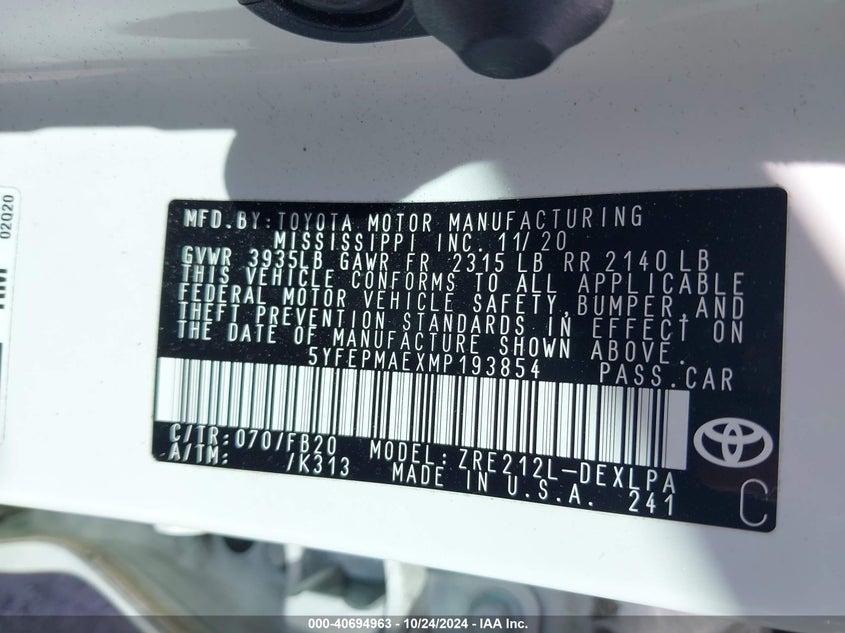 MFD.BY:TOYOTA MOTOR MANUFACTURING
MISSISSIPPI INC. 11/20
GVWR 3935LB GAWR FR 2315 LB RR 2140 LB
THIS VEHICLE CONFORMS TO ALL APPLICABLE
FEDERAL MOTOR VEHICLE SAFETY,BUMPER,AND
THEFT PREVENTION STANDARDS IN EFFECT ON
THE DATE OF MANUFACTURE SHOWN ABOVE.
5YFEPMAEXMP193854 PASS.CAR
C/TR:070/FB20 MODEL:ZRE212L-DEXLPA
A/TM: /K313 MADE IN U.S.A. 241
C
02020
000-40694963 - 10/24/2024 - IAA Inc.